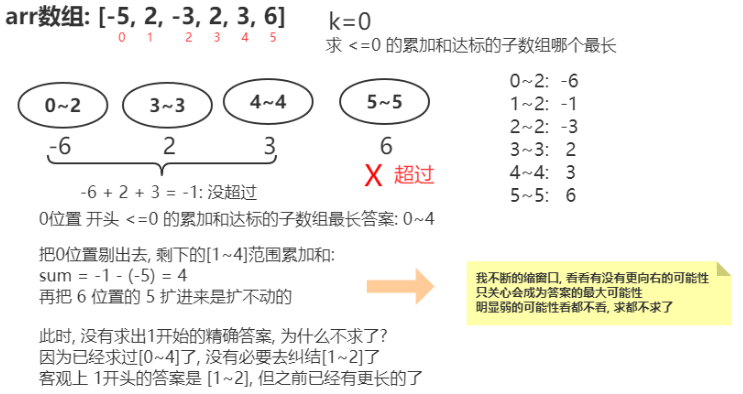 arr数组: [-5, 2, -3, 2, 3, 6]
0 1 2 3 4 5
k=0
求 <=0 的累加和达标的子数组哪个最长
0~2 3~3 4~4 5~5
-6 2 3 6
X 超过
-6 + 2 + 3 = -1: 没超过
0~2: -6
1~2: -1
2~2: -3
3~3: 2
4~4: 3
5~5: 6
0位置 开头 <=0 的累加和达标的子数组最长答案: 0~4
把0位置剔出去, 剩下的[1~4]范围累加和:
sum = -1 - (-5) = 4
再把 6 位置的 5 扩进来是扩不动的
我不断的缩窗口, 看看有没有更向右的可能性
只关心会成为答案的最大可能性
明显弱的可能性看都不看, 求都不求了
此时, 没有求出1开始的精确答案, 为什么不求了?
因为已经求过[0~4]了, 没有必要去纠结[1~2]了
客观上 1开头的答案是 [1~2], 但之前已经有更长的了